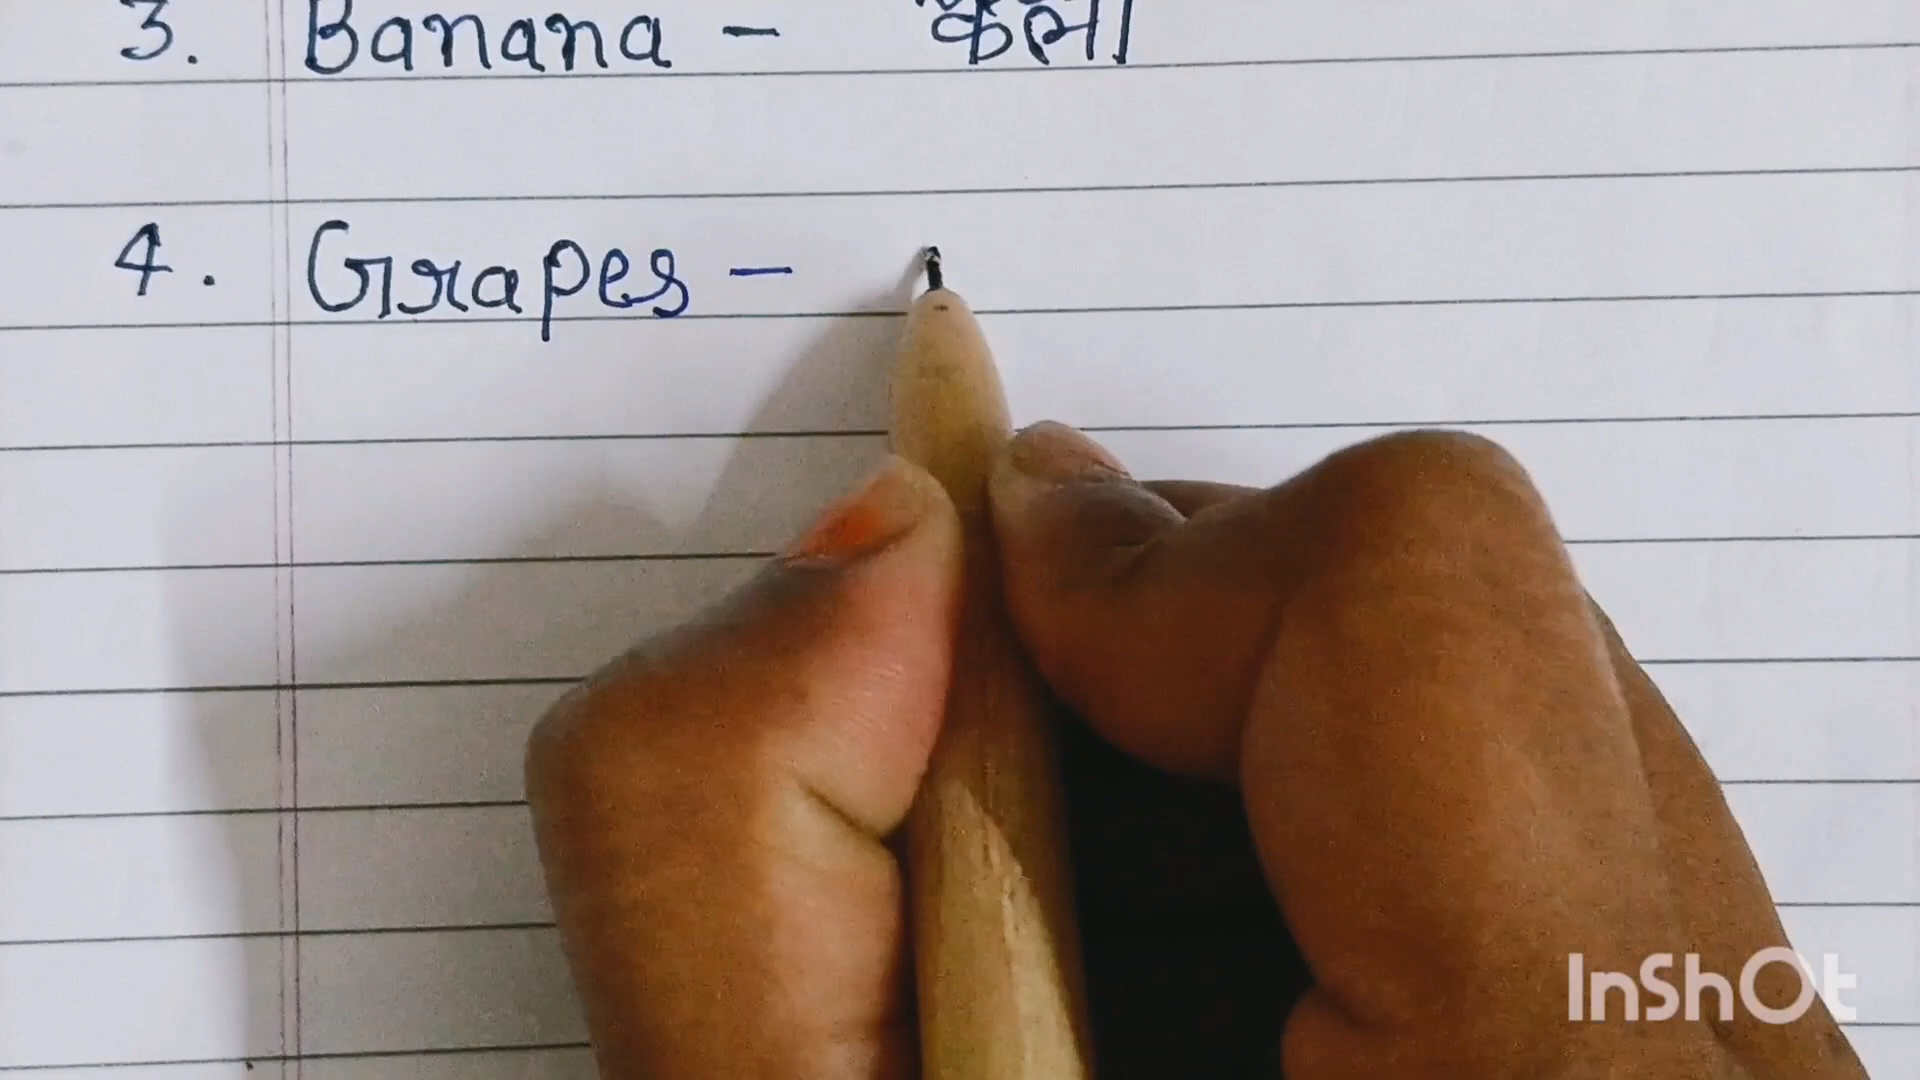 3. Banana - केला
4. Grapes -
InShOt